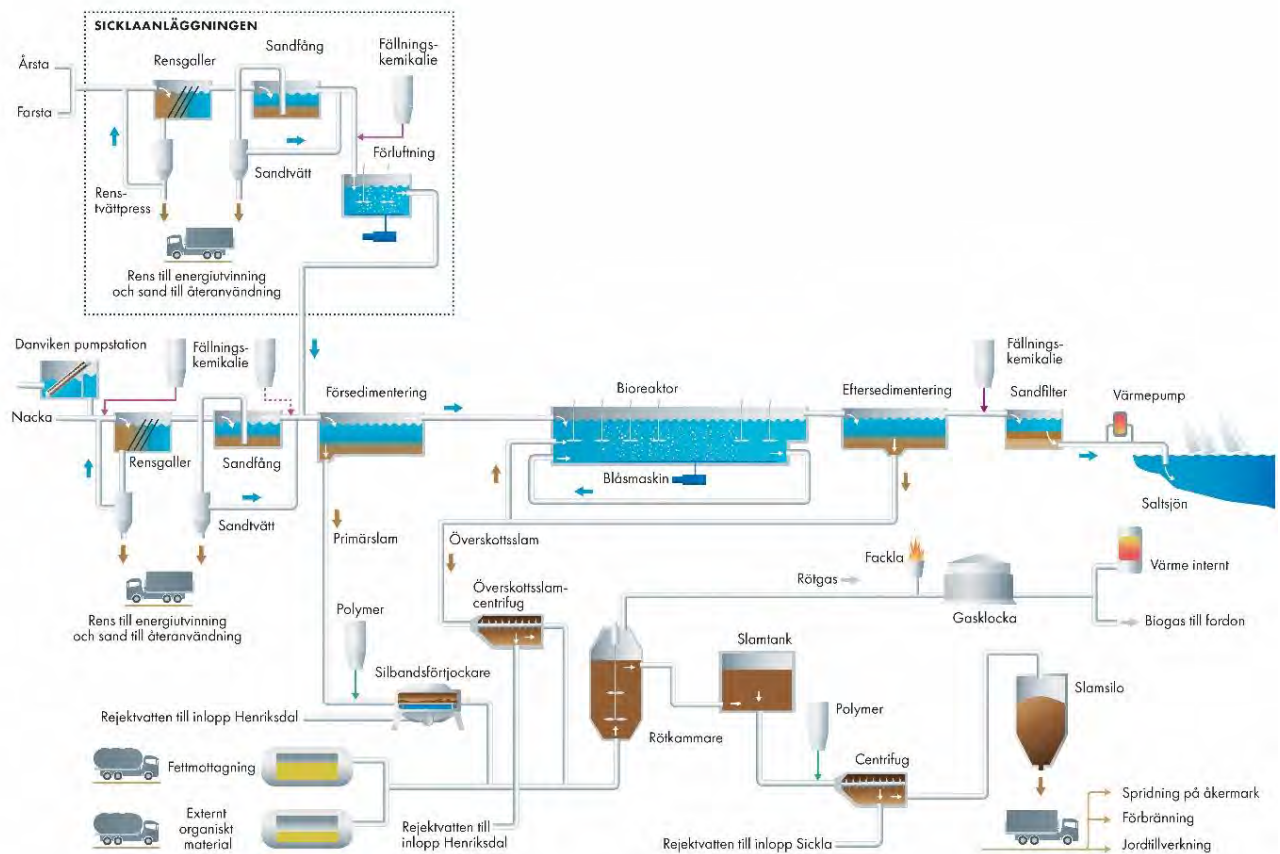 SICKLAANLÄGGNINGEN
Sandfång
Fällnings-
kemikalie
Rensgaller
Årsta
Farsta
Förluftning
Sandtvätt
Rens-
tvättpress
Rens till energiutvinning
och sand till återanvändning
Danviken pumpstation
Fällnings-
kemikalie
Fällnings-
kemikalie
Försedimentering
Bioreaktor
Eftersedimentering
Sandfilter
Värmepump
Nacka
Rensgaller
Sandfång
Blåsmaskin
Saltsjön
Sandtvätt
Primärslam
Överskottsslam
Fackla
Rötgas
Värme internt
Överskottsslam-
centrifug
Polymer
Gasklocka
Biogas till fordon
Rens till energiutvinning
och sand till återanvändning
Slamtank
Silbandsförtjockare
Slamsilo
Polymer
Rejektvatten till inlopp Henriksdal
Rötkammare
Centrifug
Fettmottagning
Spridning på åkermark
Externt
organiskt
material
Förbränning
Rejektvatten till
inlopp Henriksdal
Rejektvatten till inlopp Sickla
Jordtillverkning